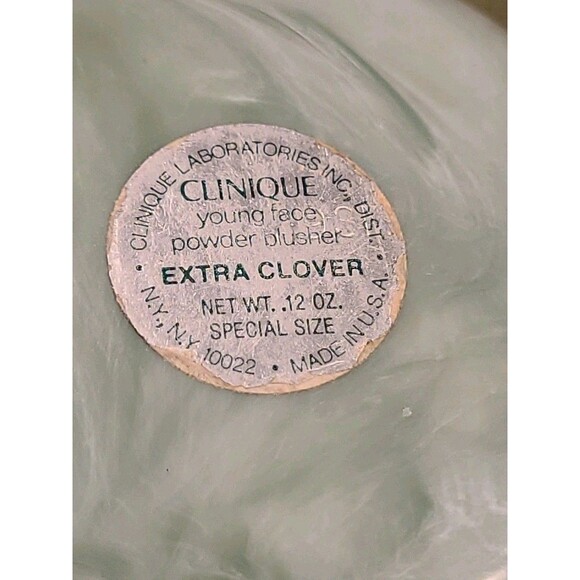 CLINIQUE LABORATORIES INC., DIST.
CLINIQUE
young face
powder blusher
EXTRA CLOVER
NET WT. .12 OZ.
SPECIAL SIZE
• N.Y., N.Y. 10022 • MADE IN U.S.A. •